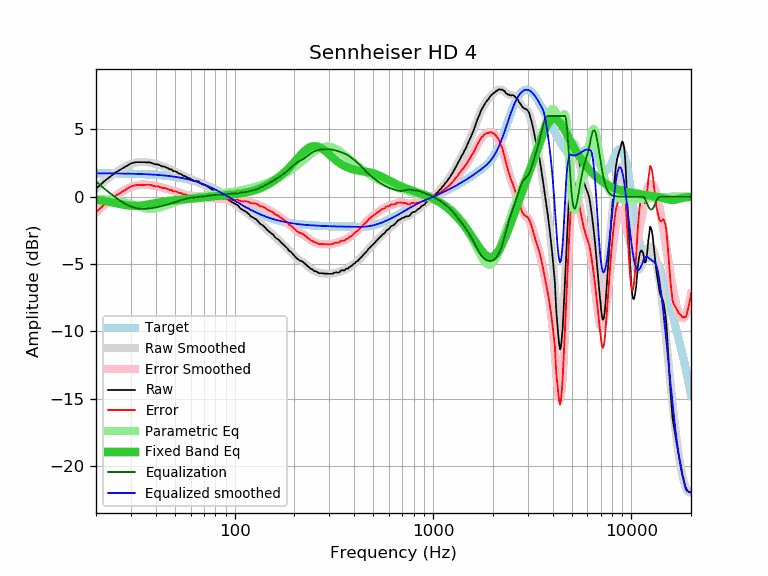 Sennheiser HD 4
Amplitude (dBr)
5
0
−5
−10
−15
−20
Target
Raw Smoothed
Error Smoothed
Raw
Error
Parametric Eq
Fixed Band Eq
Equalization
Equalized smoothed
100
1000
10000
Frequency (Hz)